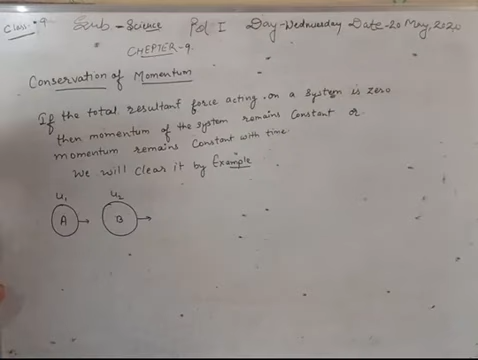 Class:-9 Sub-Science Pd I Day-Wednesday Date-20 May, 2020
CHEPTER-9.
Conservation of Momentum
If the total resultant force acting on a system is zero
then momentum of the system remains Constant or
momentum remains Constant with time.
We will clear it by Example
u1 u2
A B